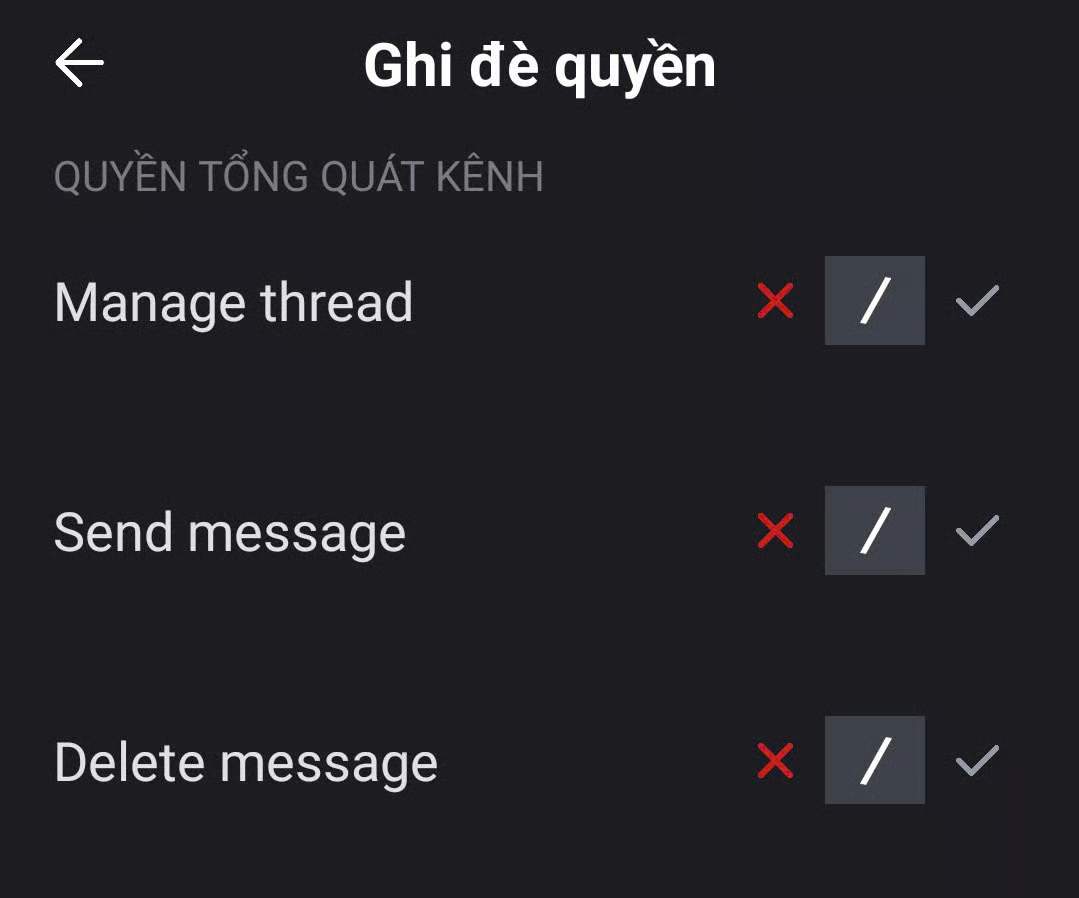 Ghi đè quyền
QUYỀN TỔNG QUÁT KÊNH
Manage thread
Send message
Delete message